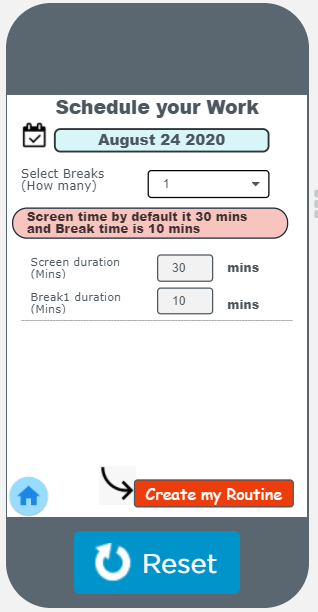 Schedule your Work
August 24 2020
Select Breaks
(How many)
1
Screen time by default it 30 mins
and Break time is 10 mins
Screen duration
(Mins)
30
mins
Break1 duration
(Mins)
10
mins
Create my Routine
Reset